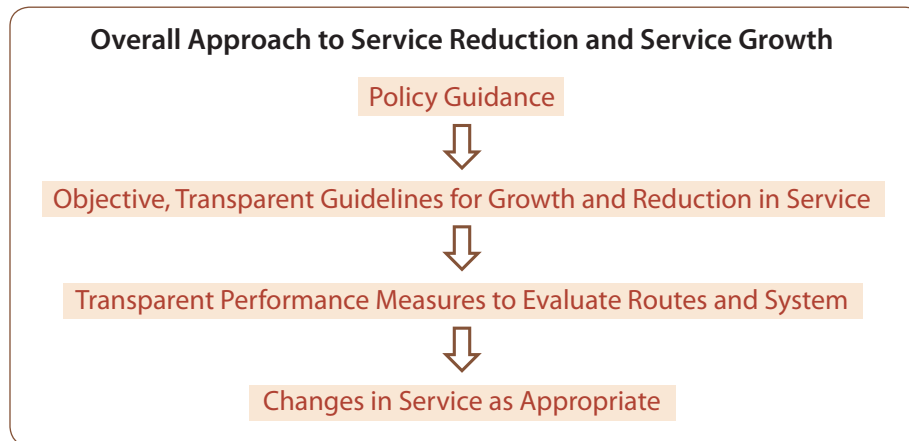 Overall Approach to Service Reduction and Service Growth
Policy Guidance
Objective, Transparent Guidelines for Growth and Reduction in Service
Transparent Performance Measures to Evaluate Routes and System
Changes in Service as Appropriate